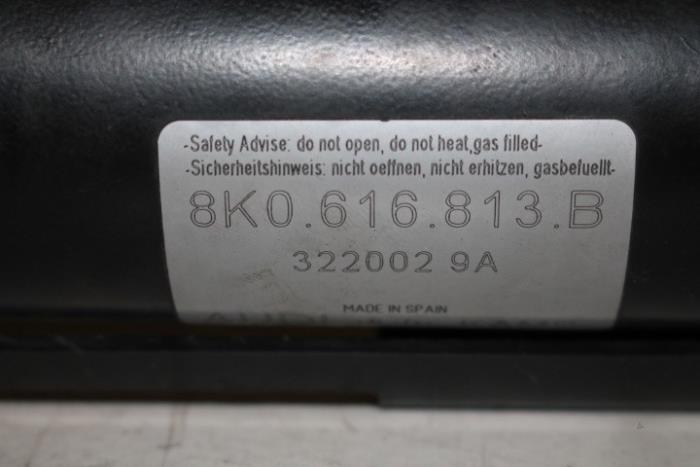 -Safety Advise: do not open, do not heat,gas filled-
-Sicherheitshinweis: nicht oeffnen, nicht erhitzen, gasbefuellt-
8K0.616.813.B
322002 9A
MADE IN SPAIN